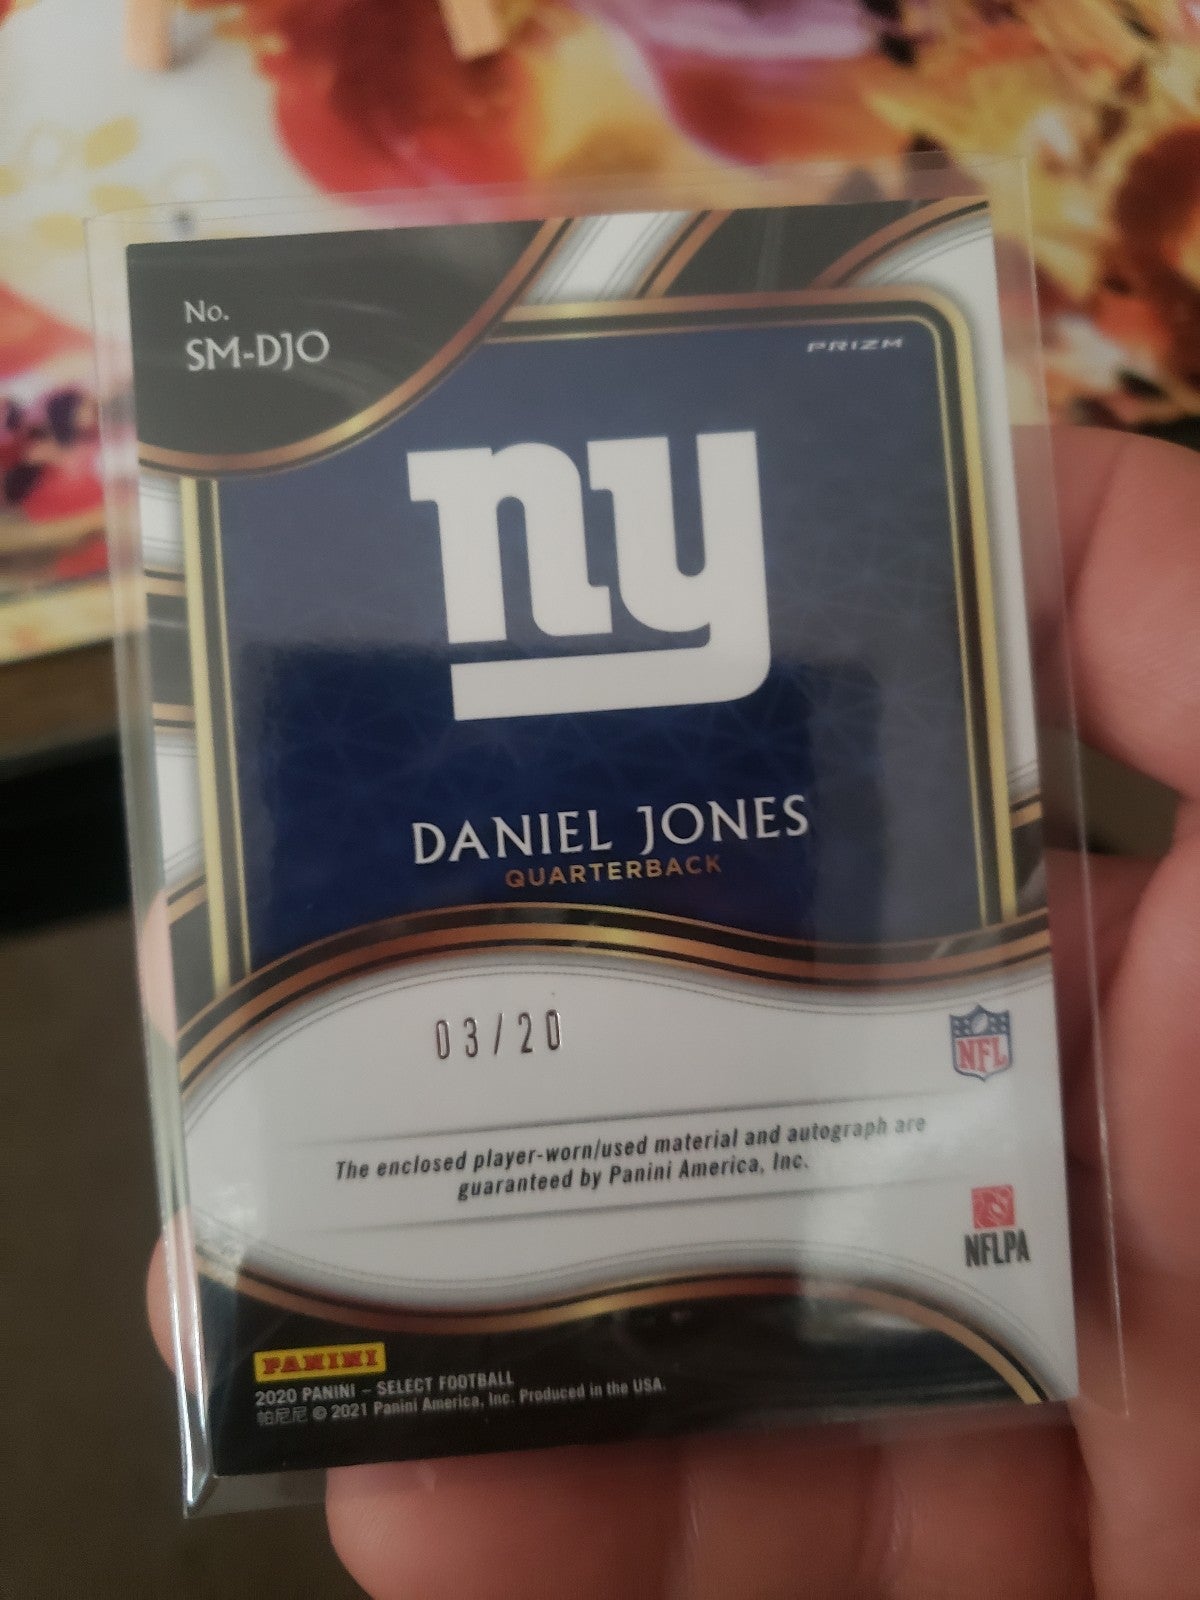 No.
SM-DJO
PRIZM
ny
DANIEL JONES
QUARTERBACK
03/20
NFL
The enclosed player-worn/used material and autograph are
guaranteed by Panini America, Inc.
NFLPA
PANINI
2020 PANINI – SELECT FOOTBALL
帕尼尼 © 2021 Panini America, Inc. Produced in the USA.